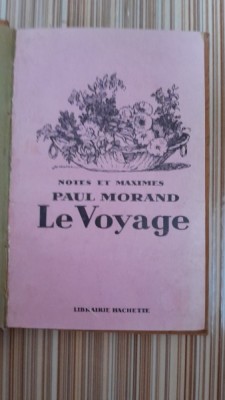 NOTES ET MAXIMES
PAUL MORAND
Le Voyage
LIBRAIRIE HACHETTE